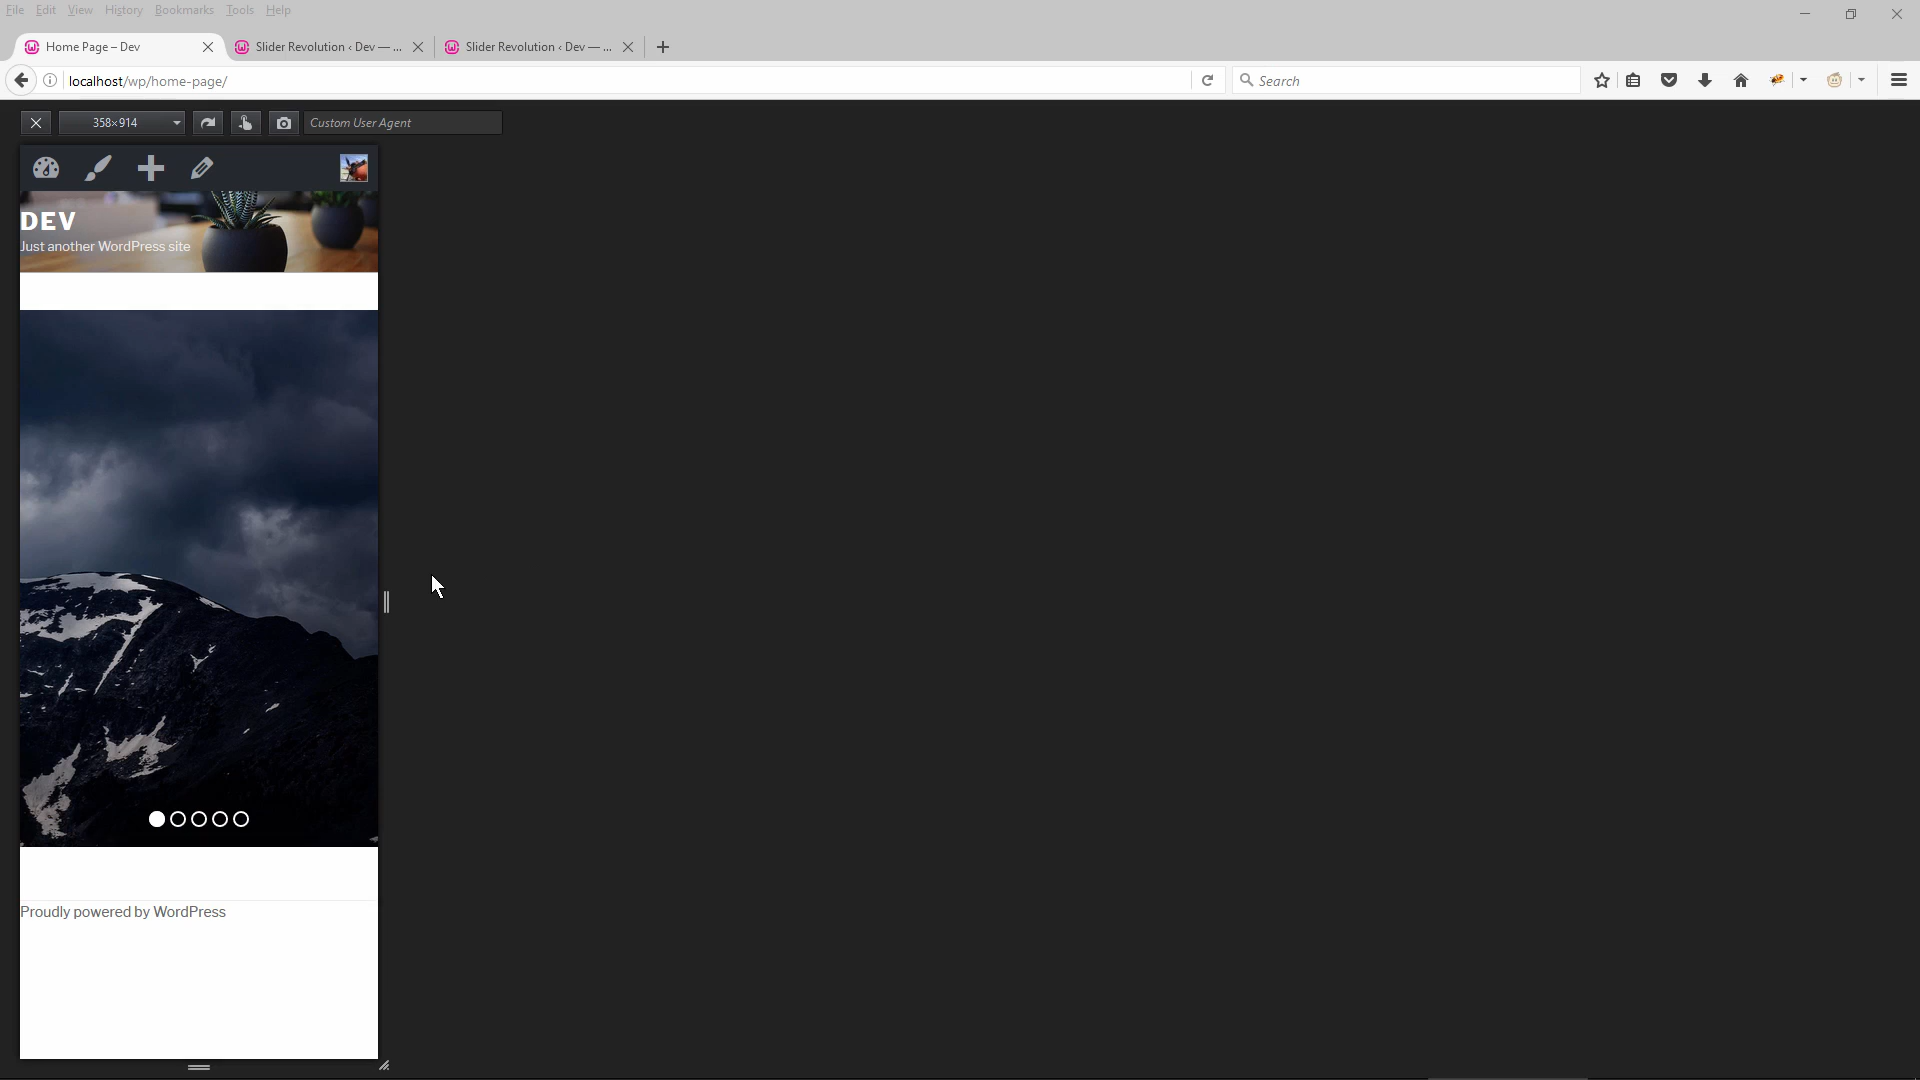 File Edit View History Bookmarks Tools Help
Home Page – Dev
Slider Revolution ‹ Dev — ...
Slider Revolution ‹ Dev — ...
localhost/wp/home-page/
Search
358×914
Custom User Agent
DEV
Just another WordPress site
Proudly powered by WordPress